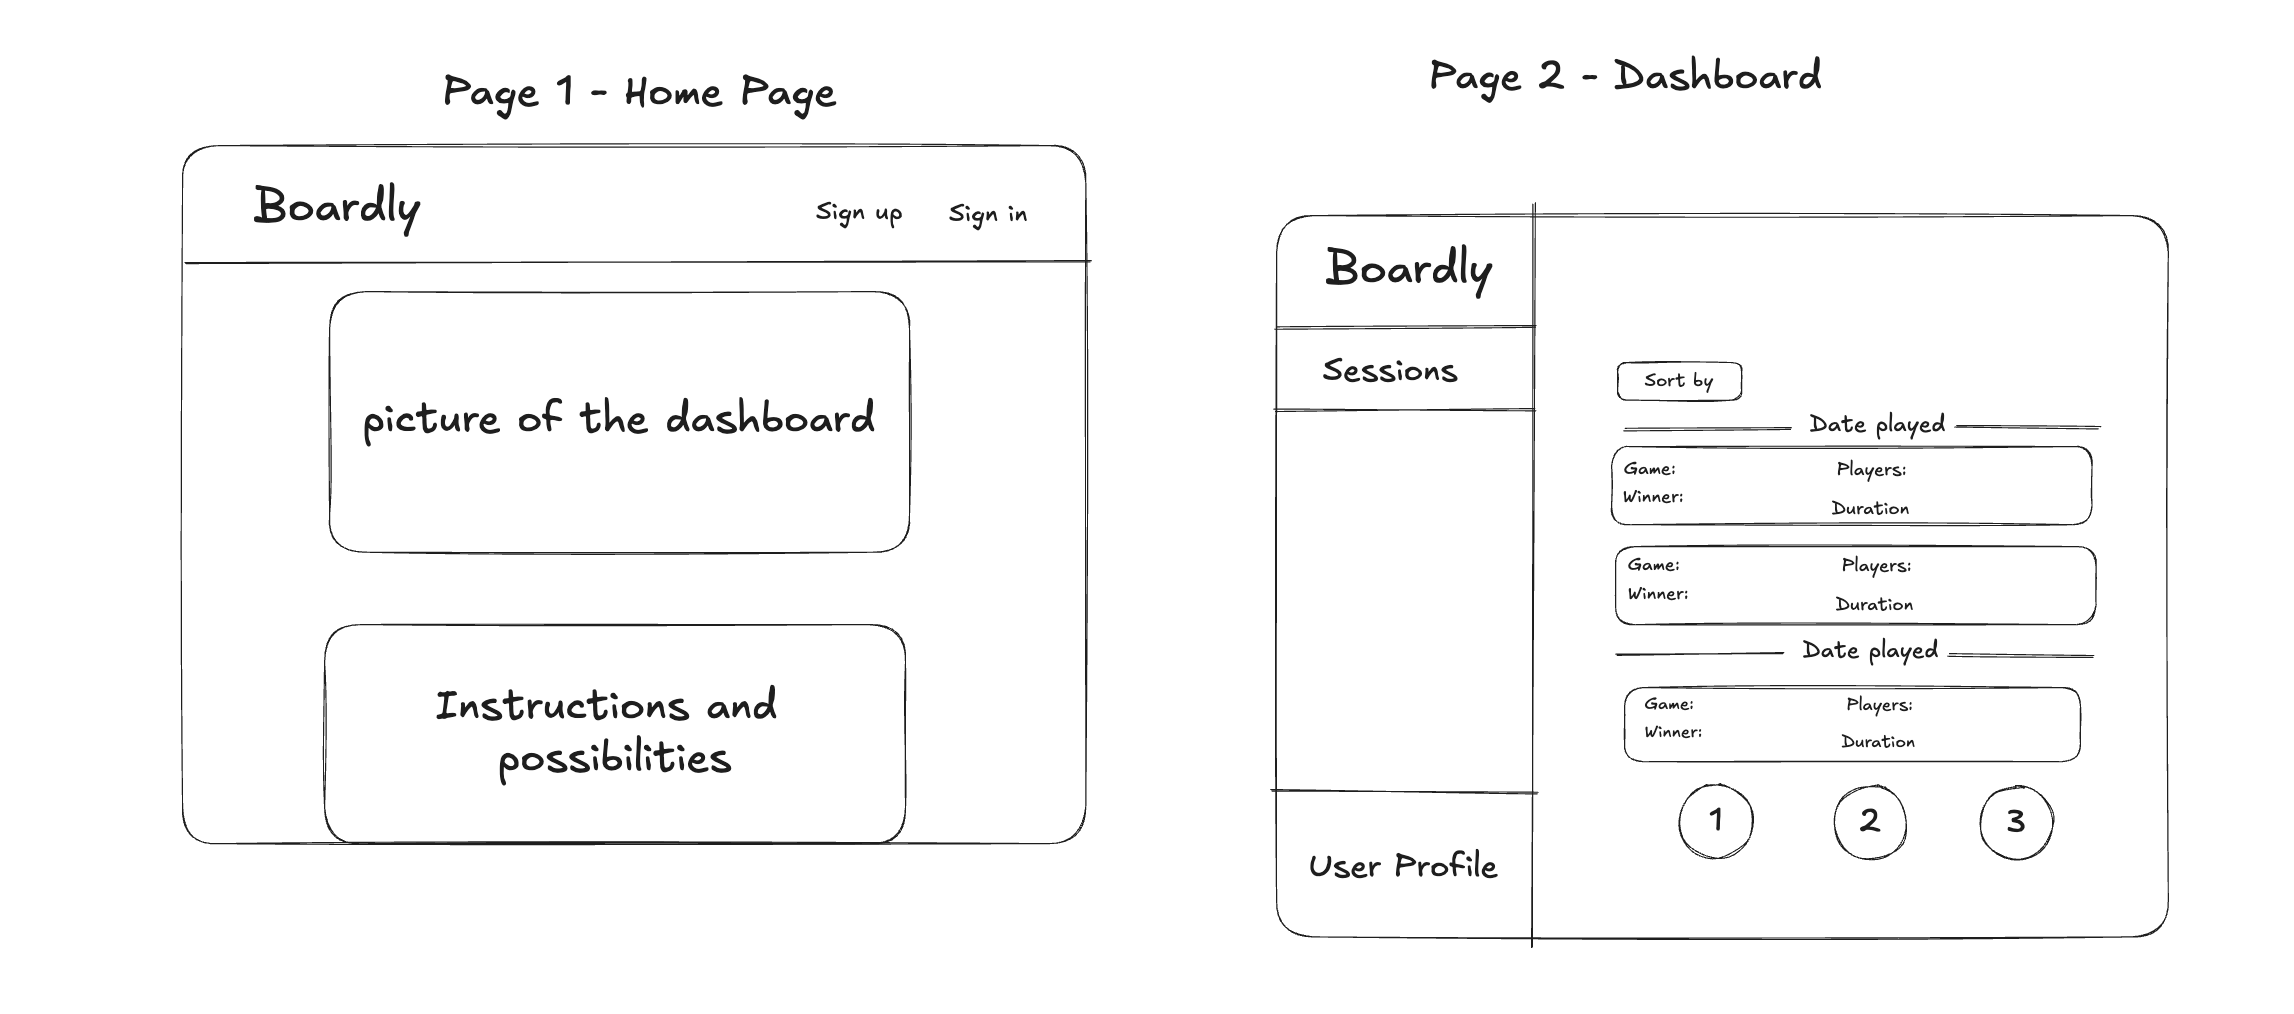 Page 1 - Home Page
Boardly
Sign up
Sign in
picture of the dashboard
Instructions and
possibilities
Page 2 - Dashboard
Boardly
Sessions
User Profile
Sort by
Date played
Game:
Players:
Winner:
Duration
Game:
Players:
Winner:
Duration
Date played
Game:
Players:
Winner:
Duration
1
2
3